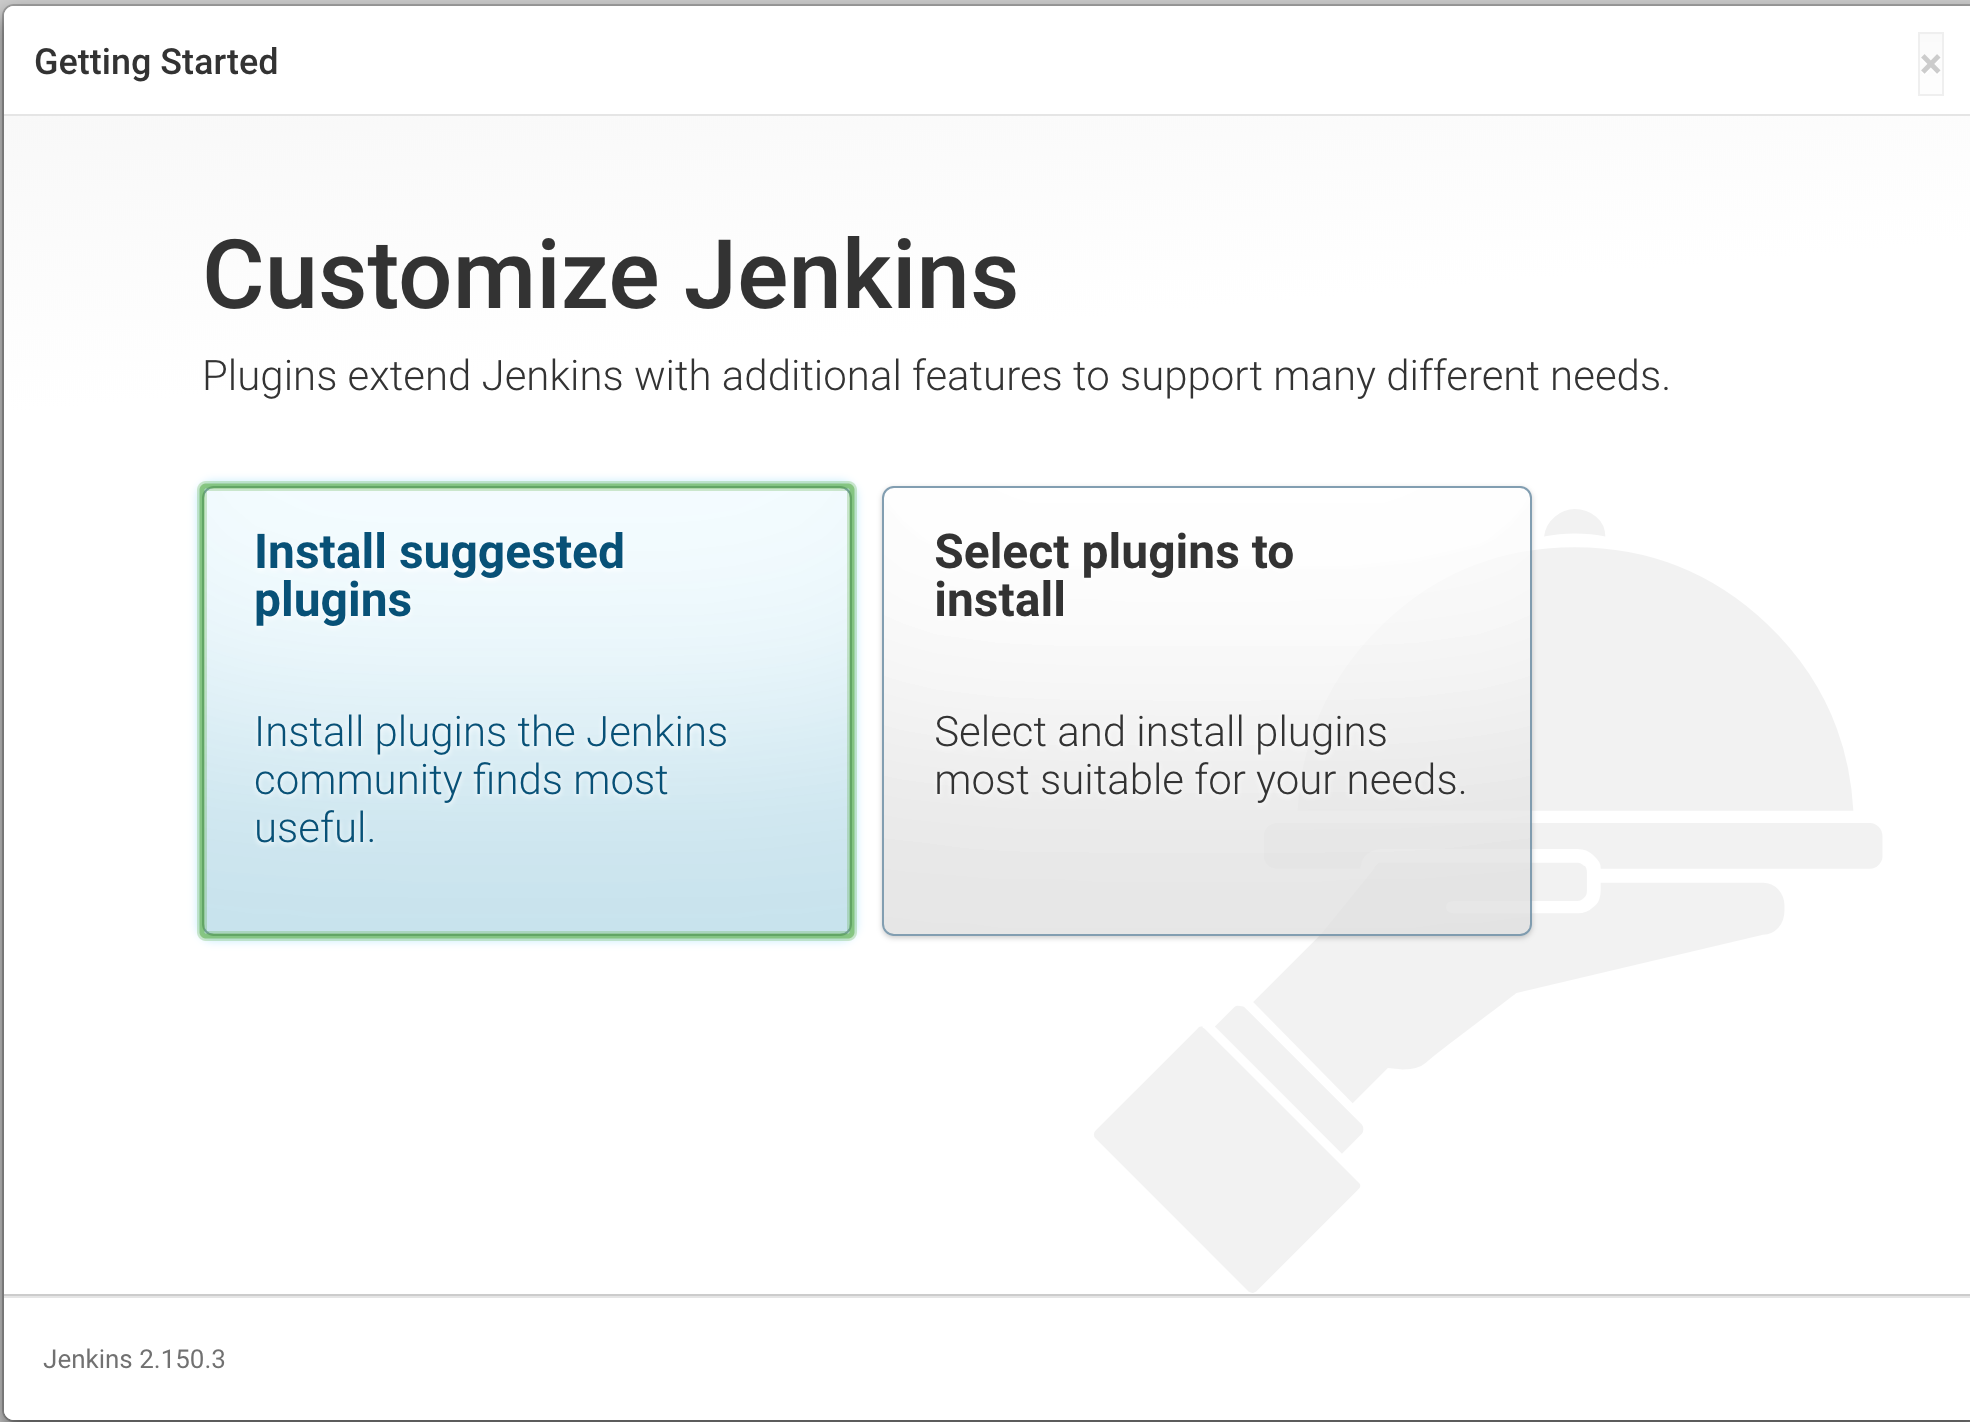 Getting Started
×
Customize Jenkins
Plugins extend Jenkins with additional features to support many different needs.
Install suggested
plugins
Install plugins the Jenkins
community finds most
useful.
Select plugins to
install
Select and install plugins
most suitable for your needs.
Jenkins 2.150.3